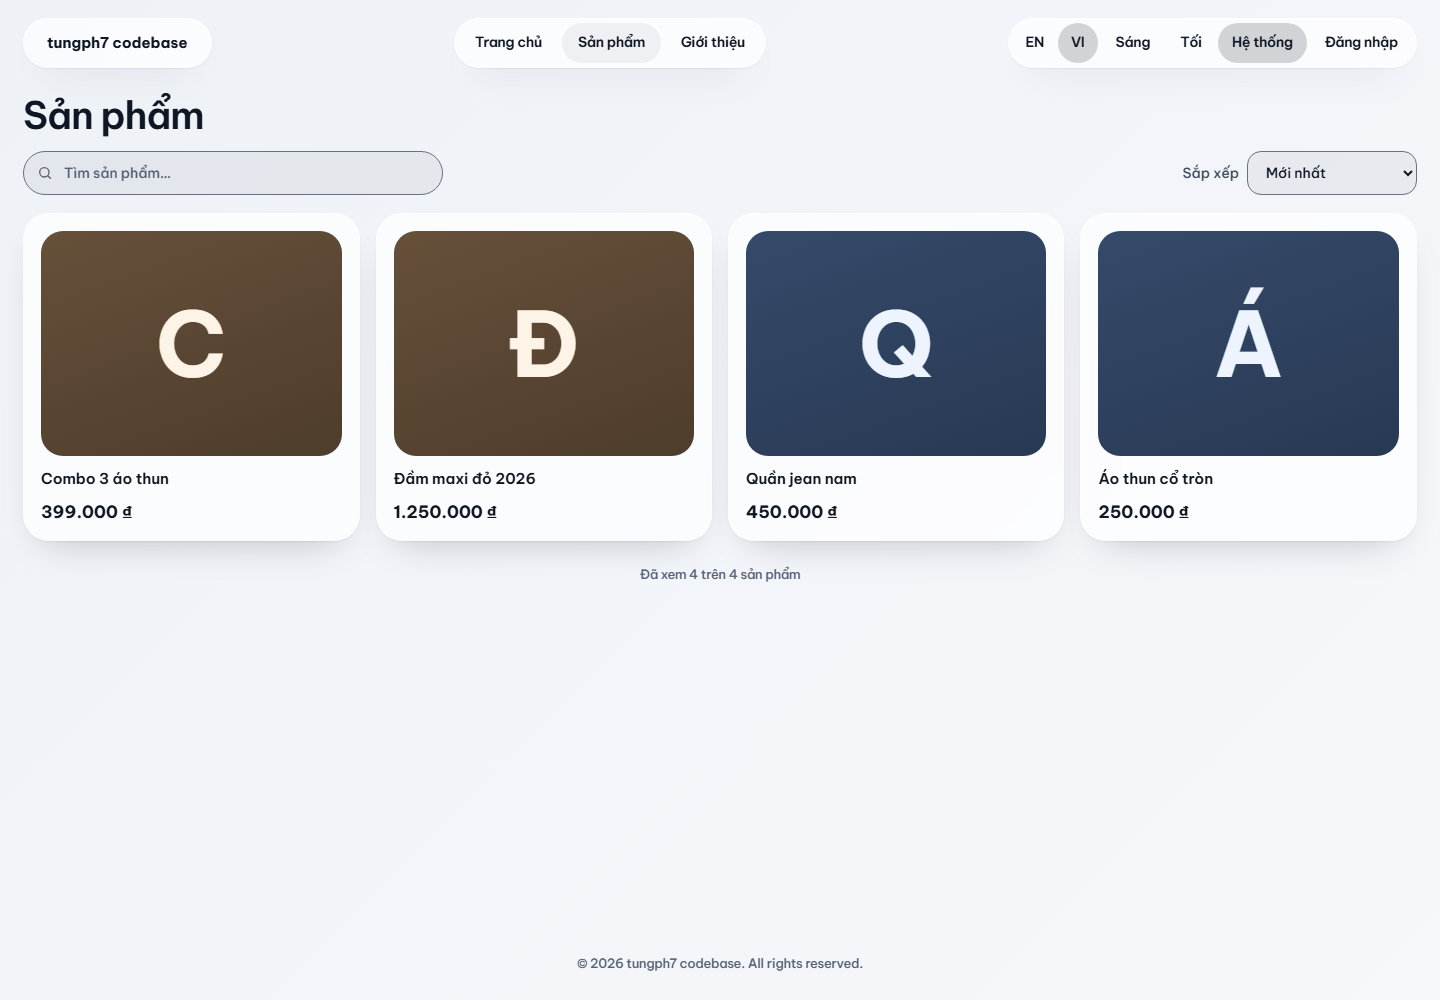 tungph7 codebase
Trang chủ Sản phẩm Giới thiệu
EN VI Sáng Tối Hệ thống Đăng nhập
Sản phẩm
Tìm sản phẩm...
Sắp xếp Mới nhất
C
Đ
Q
Á
Combo 3 áo thun
399.000 ₫
Đầm maxi đỏ 2026
1.250.000 ₫
Quần jean nam
450.000 ₫
Áo thun cổ tròn
250.000 ₫
Đã xem 4 trên 4 sản phẩm
© 2026 tungph7 codebase. All rights reserved.